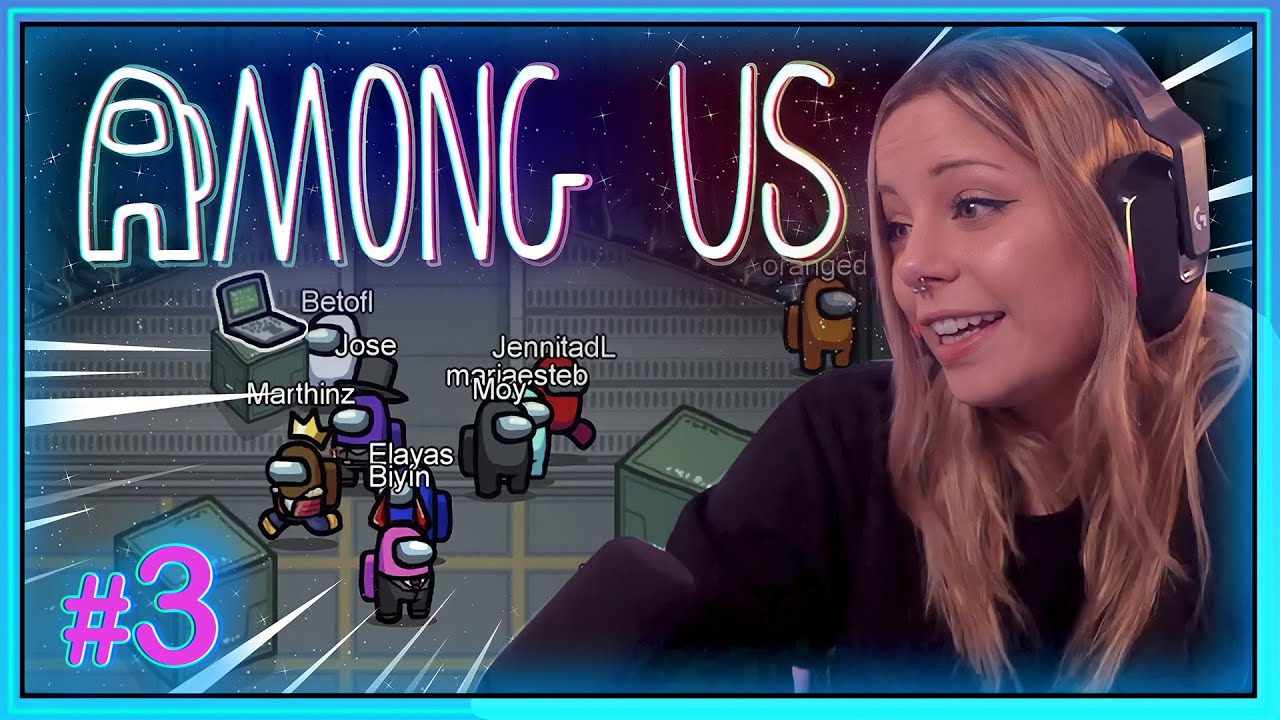 AMONG US
oranged
Betofl
Jose
JennitadL
mariaesteb
Marthinz
Moy
Elayas
Biyin
#3
G